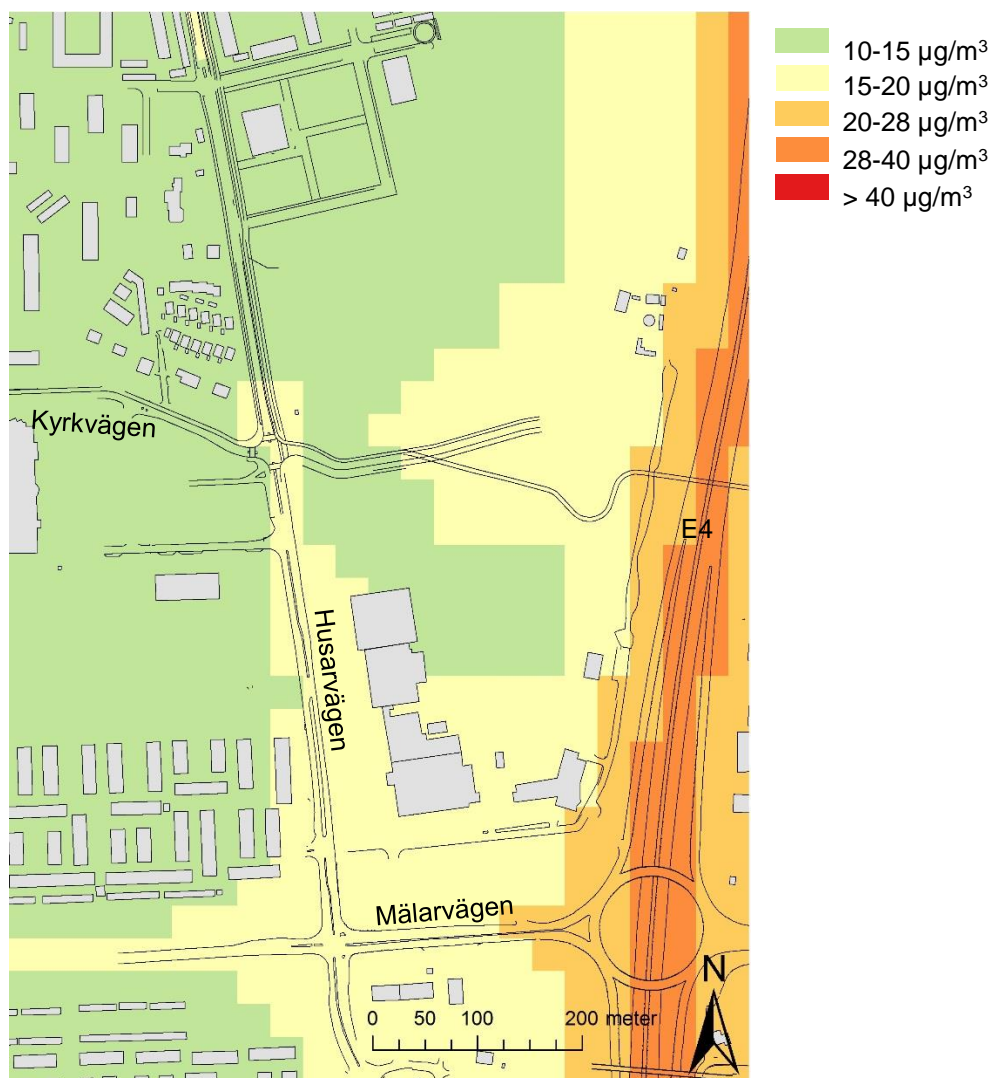 10-15 µg/m³
15-20 µg/m³
20-28 µg/m³
28-40 µg/m³
> 40 µg/m³
Kyrkvägen
E4
Husarvägen
Mälarvägen
N
0 50 100 200 meter